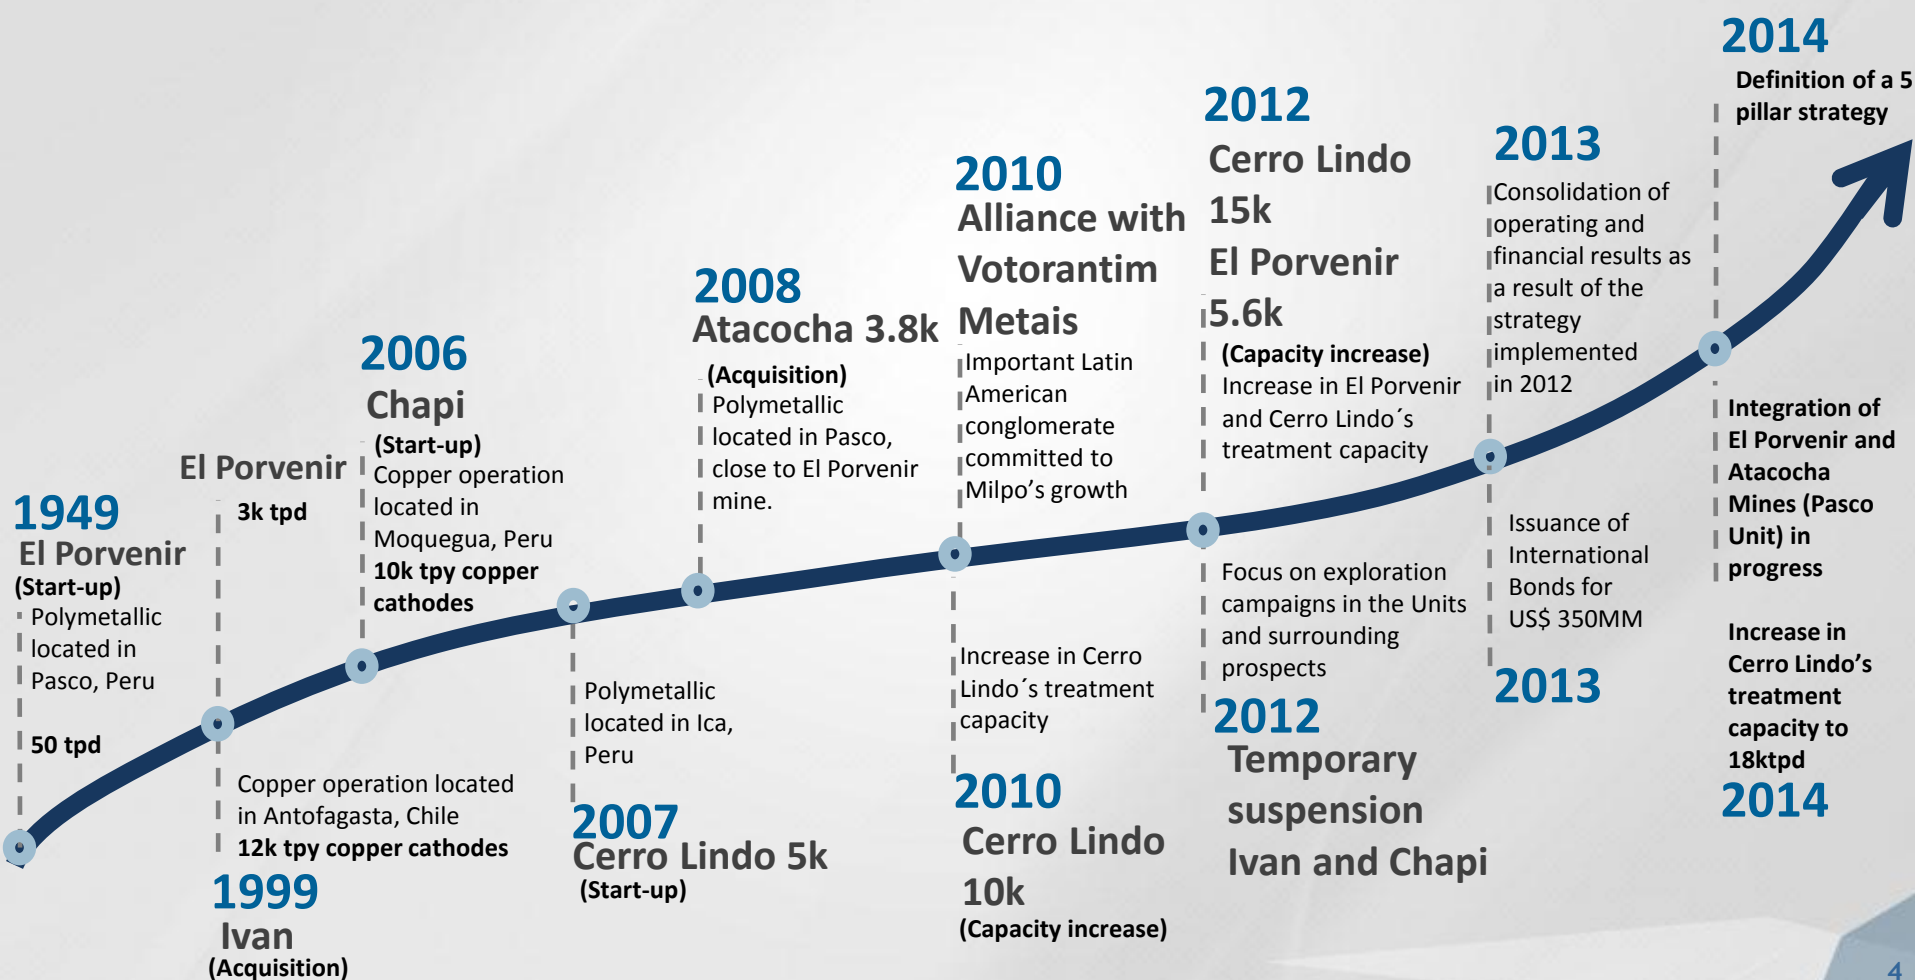 1949
El Porvenir
(Start-up)
Polymetallic
located in
Pasco, Peru
50 tpd
El Porvenir
3k tpd
Copper operation located
in Antofagasta, Chile
12k tpy copper cathodes
1999
Ivan
(Acquisition)
2006
Chapi
(Start-up)
Copper operation
located in
Moquegua, Peru
10k tpy copper
cathodes
Polymetallic
located in Ica,
Peru
2007
Cerro Lindo 5k
(Start-up)
2008
Atacocha 3.8k
(Acquisition)
Polymetallic
located in Pasco,
close to El Porvenir
mine.
2010
Alliance with
Votorantim
Metais
Important Latin
American
conglomerate
committed to
Milpo’s growth
Increase in Cerro
Lindo´s treatment
capacity
2010
Cerro Lindo
10k
(Capacity increase)
2012
Cerro Lindo
15k
El Porvenir
5.6k
(Capacity increase)
Increase in El Porvenir
and Cerro Lindo´s
treatment capacity
Focus on exploration
campaigns in the Units
and surrounding
prospects
2012
Temporary
suspension
Ivan and Chapi
2013
Consolidation of
operating and
financial results as
a result of the
strategy
implemented
in 2012
Issuance of
International
Bonds for
US$ 350MM
2013
2014
Definition of a 5
pillar strategy
Integration of
El Porvenir and
Atacocha
Mines (Pasco
Unit) in
progress
Increase in
Cerro Lindo’s
treatment
capacity to
18ktpd
2014
4